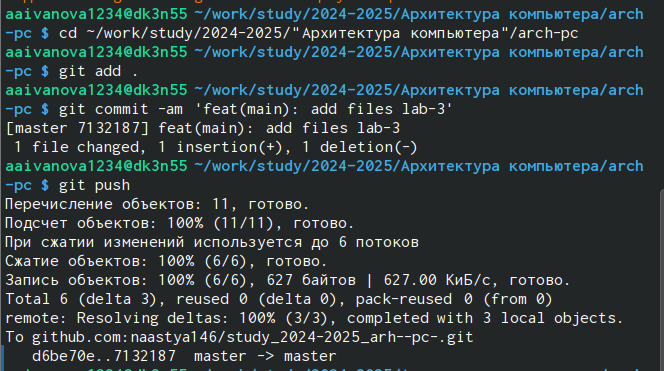 aaivanova1234@dk3n55 ~/work/study/2024-2025/Архитектура компьютера/arch
-pc $ cd ~/work/study/2024-2025/"Архитектура компьютера"/arch-pc
aaivanova1234@dk3n55 ~/work/study/2024-2025/Архитектура компьютера/arch
-pc $ git add .
aaivanova1234@dk3n55 ~/work/study/2024-2025/Архитектура компьютера/arch
-pc $ git commit -am 'feat(main): add files lab-3'
[master 7132187] feat(main): add files lab-3
1 file changed, 1 insertion(+), 1 deletion(-)
aaivanova1234@dk3n55 ~/work/study/2024-2025/Архитектура компьютера/arch
-pc $ git push
Перечисление объектов: 11, готово.
Подсчет объектов: 100% (11/11), готово.
При сжатии изменений используется до 6 потоков
Сжатие объектов: 100% (6/6), готово.
Запись объектов: 100% (6/6), 627 байтов | 627.00 КиБ/с, готово.
Total 6 (delta 3), reused 0 (delta 0), pack-reused 0 (from 0)
remote: Resolving deltas: 100% (3/3), completed with 3 local objects.
To github.com:naastya146/study_2024-2025_arh--pc-.git
d6be70e..7132187 master -> master